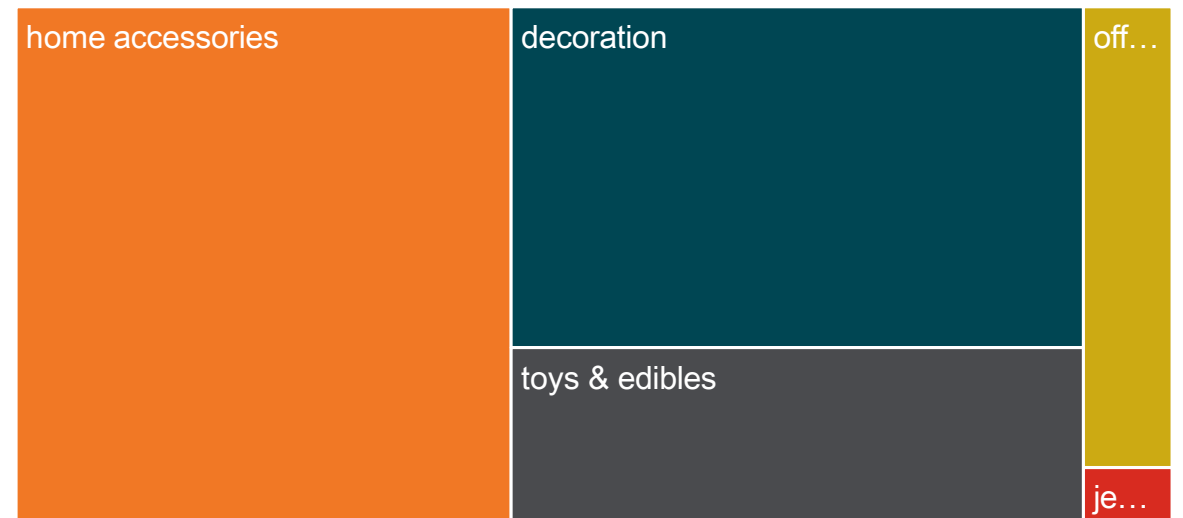 home accessories
decoration
off…
toys & edibles
je…